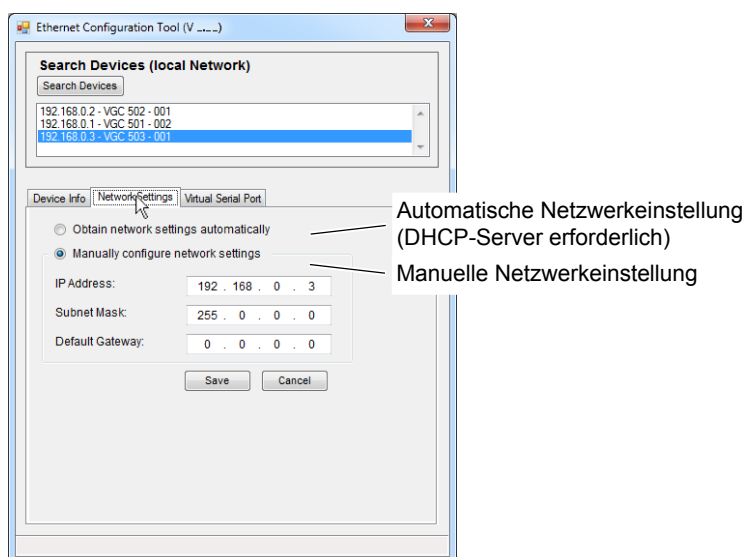 Ethernet Configuration Tool (V _._ _)
Search Devices (local Network)
Search Devices
192.168.0.2 - VGC 502 - 001
192.168.0.1 - VGC 501 - 002
192.168.0.3 - VGC 503 - 001
Device Info Network Settings Virtual Serial Port
Obtain network settings automatically
Manually configure network settings
IP Address: 192 . 168 . 0 . 3
Subnet Mask: 255 . 0 . 0 . 0
Default Gateway: 0 . 0 . 0 . 0
Save Cancel
Automatische Netzwerkeinstellung
(DHCP-Server erforderlich)
Manuelle Netzwerkeinstellung